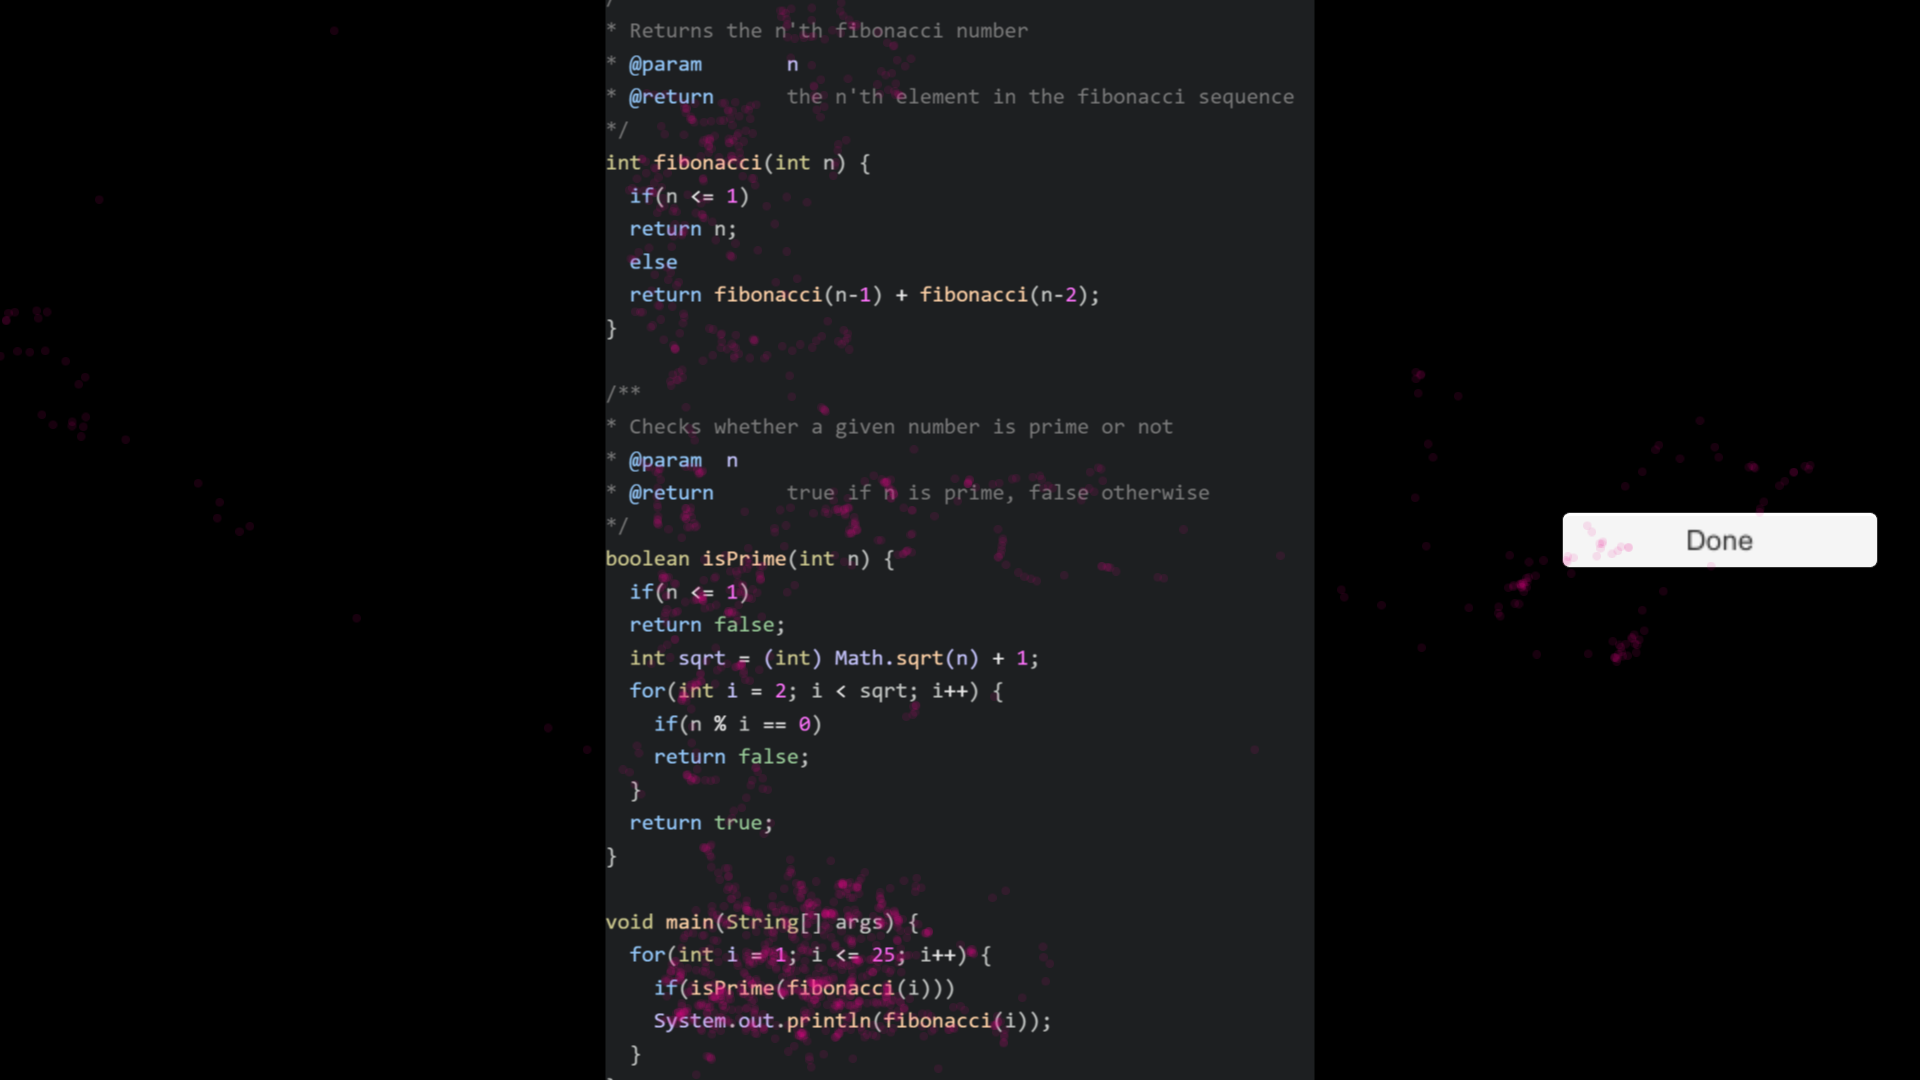 /
* Returns the n'th fibonacci number
* @param n
* @return the n'th element in the fibonacci sequence
*/
int fibonacci(int n) {
if(n <= 1)
return n;
else
return fibonacci(n-1) + fibonacci(n-2);
}
/**
* Checks whether a given number is prime or not
* @param n
* @return true if n is prime, false otherwise
*/
boolean isPrime(int n) {
if(n <= 1)
return false;
int sqrt = (int) Math.sqrt(n) + 1;
for(int i = 2; i < sqrt; i++) {
if(n % i == 0)
return false;
}
return true;
}
void main(String[] args) {
for(int i = 1; i <= 25; i++) {
if(isPrime(fibonacci(i)))
System.out.println(fibonacci(i));
}
Done